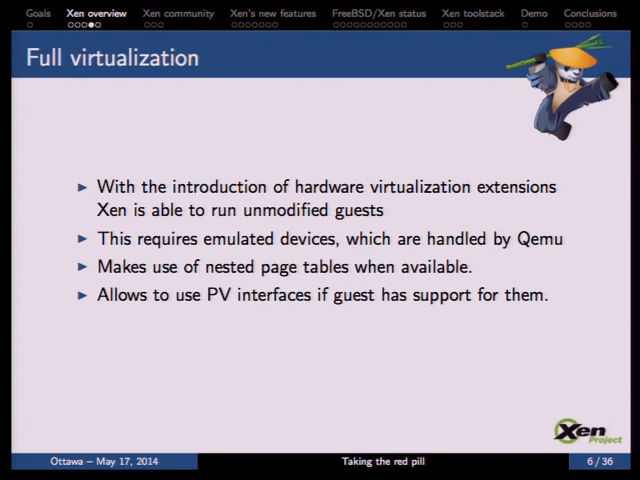 Goals Xen overview Xen community Xen's new features FreeBSD/Xen status Xen toolstack Demo Conclusions
Full virtualization
With the introduction of hardware virtualization extensions
Xen is able to run unmodified guests
This requires emulated devices, which are handled by Qemu
Makes use of nested page tables when available.
Allows to use PV interfaces if guest has support for them.
Xen
Project
Ottawa – May 17, 2014 Taking the red pill 6 / 36